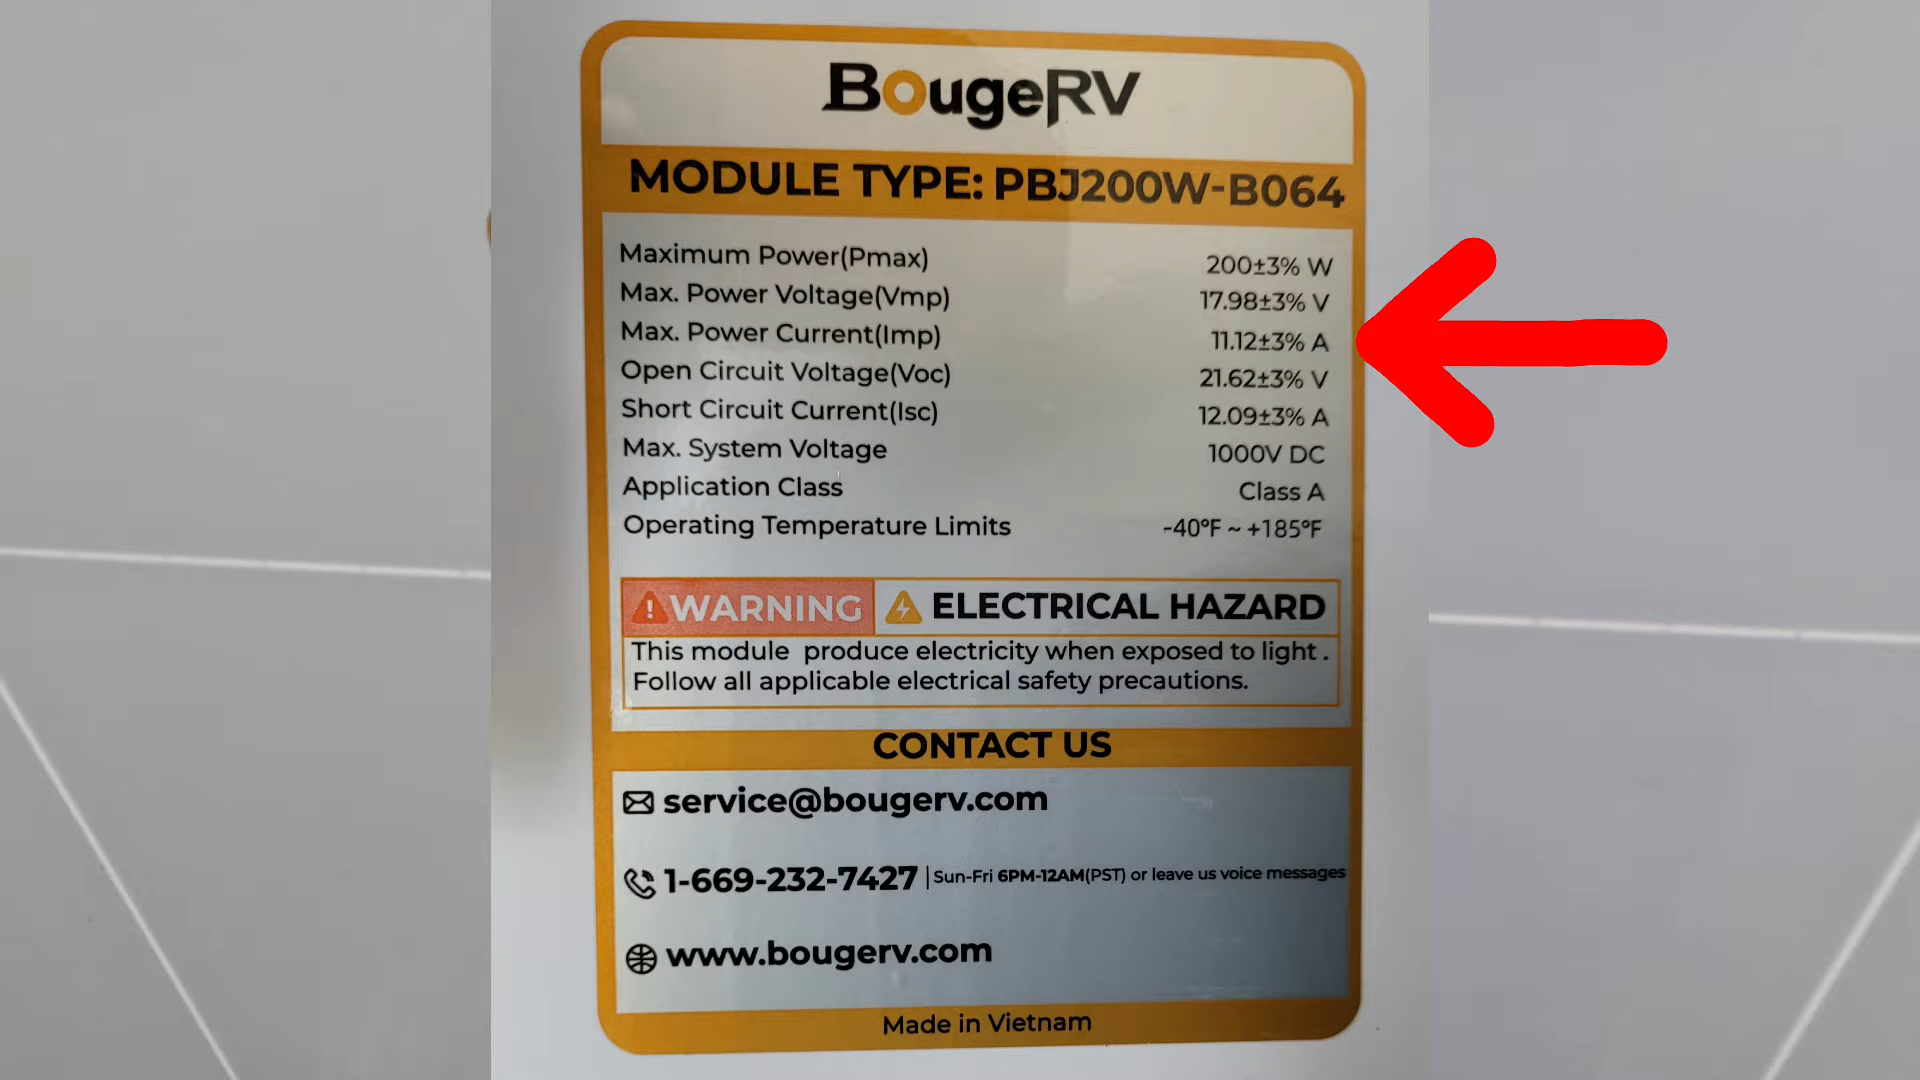 BougeRV
MODULE TYPE: PBJ200W-B064
Maximum Power(Pmax) 200±3% W
Max. Power Voltage(Vmp) 17.98±3% V
Max. Power Current(Imp) 11.12±3% A
Open Circuit Voltage(Voc) 21.62±3% V
Short Circuit Current(Isc) 12.09±3% A
Max. System Voltage 1000V DC
Application Class Class A
Operating Temperature Limits -40°F ~ +185°F
WARNING ELECTRICAL HAZARD
This module produce electricity when exposed to light .
Follow all applicable electrical safety precautions.
CONTACT US
service@bougerv.com
1-669-232-7427 | Sun-Fri 6PM-12AM(PST) or leave us voice messages
www.bougerv.com
Made in Vietnam